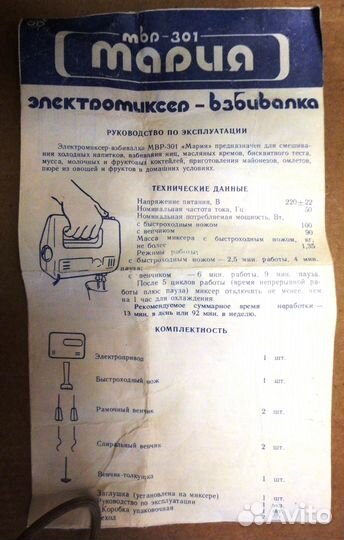 мвр-301
мария
электромиксер-взбивалка
РУКОВОДСТВО ПО ЭКСПЛУАТАЦИИ
Электромиксер-взбивалка МВР-301 «Мария» предназначен для смешива-
ния холодных напитков, взбивания яиц, масляных кремов, бисквитного теста,
мусса, молочных и фруктовых коктейлей, приготовления майонезов, омлетов,
пюре из овощей и фруктов в домашних условиях.
ТЕХНИЧЕСКИЕ ДАННЫЕ
Напряжение питания, В 220±22
Номинальная частота тока, Гц 50
Номинальная потребляемая мощность, Вт,
с быстроходным ножом 100
с венчиком 90
Масса миксера с быстроходным ножом, кг,
не более 1,35
Режимы работы:
с быстроходным ножом — 2,5 мин. работы, 4 мин.
пауза;
с венчиком — 6 мин. работы, 9 мин. пауза.
После 5 циклов работы (время непрерывной ра-
боты плюс пауза) миксер отключить не менее, чем
на 1 час для охлаждения.
Рекомендуемое суммарное время наработки —
13 мин. в день или 92 мин. в неделю.
КОМПЛЕКТНОСТЬ
Электропривод 1 шт.
Быстроходный нож 1 шт.
Рамочный венчик 2 шт.
Спиральный венчик 2 шт.
Венчик-толкушка 1 шт.
Заглушка (установлена на миксере) 1 шт.
Руководство по эксплуатации
Коробка упаковочная
Чехол
Avito